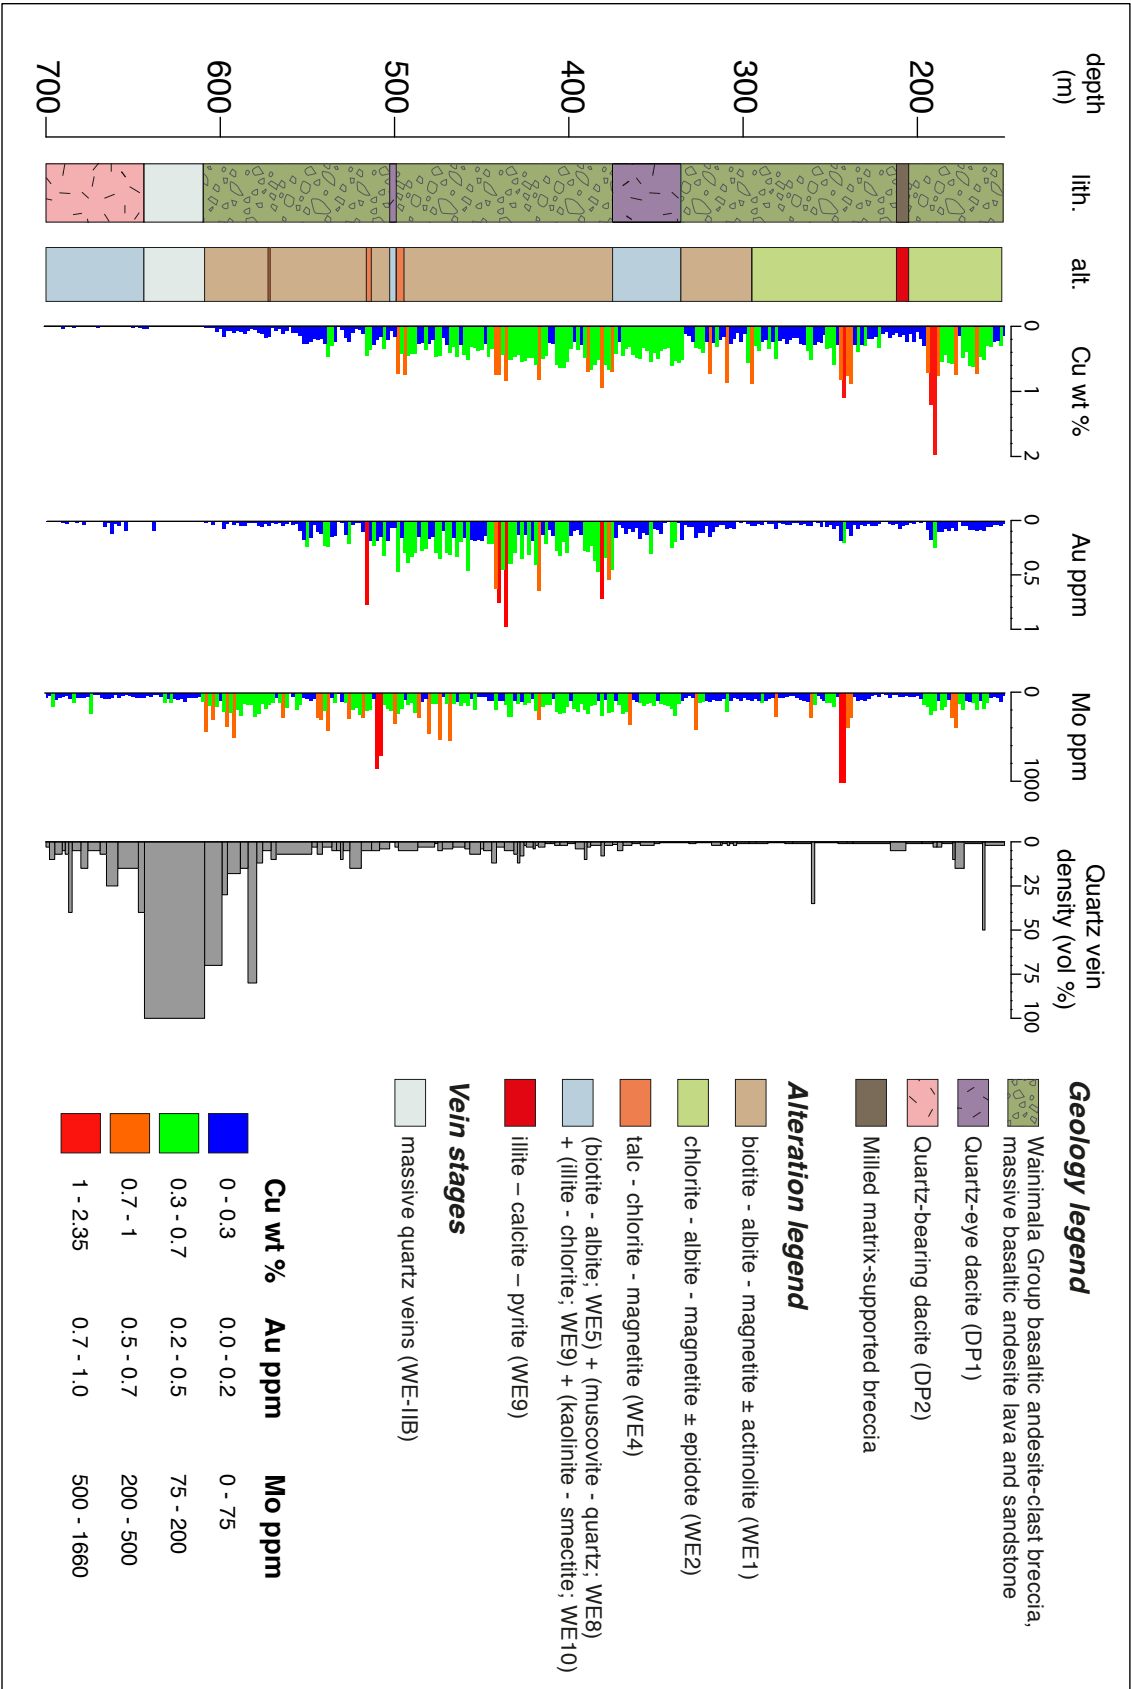 depth
(m)
200
300
400
500
600
700
lith.
alt.
0
1
2
Cu wt %
0
0.5
1
Au ppm
0
1000
Mo ppm
0
25
50
75
100
Quartz vein
density (vol %)
Geology legend
Wainimala Group basaltic andesite-clast breccia,
massive basaltic andesite lava and sandstone
Quartz-eye dacite (DP1)
Quartz-bearing dacite (DP2)
Milled matrix-supported breccia
Alteration legend
biotite - albite - magnetite ± actinolite (WE1)
chlorite - albite - magnetite ± epidote (WE2)
talc - chlorite - magnetite (WE4)
(biotite - albite; WE5) + (muscovite - quartz; WE8)
+ (illite - chlorite; WE9) + (kaolinite - smectite; WE10)
illite – calcite – pyrite (WE9)
Vein stages
massive quartz veins (WE-IIB)
Cu wt % Au ppm Mo ppm
0 - 0.3 0.0 - 0.2 0 - 75
0.3 - 0.7 0.2 - 0.5 75 - 200
0.7 - 1 0.5 - 0.7 200 - 500
1 - 2.35 0.7 - 1.0 500 - 1660